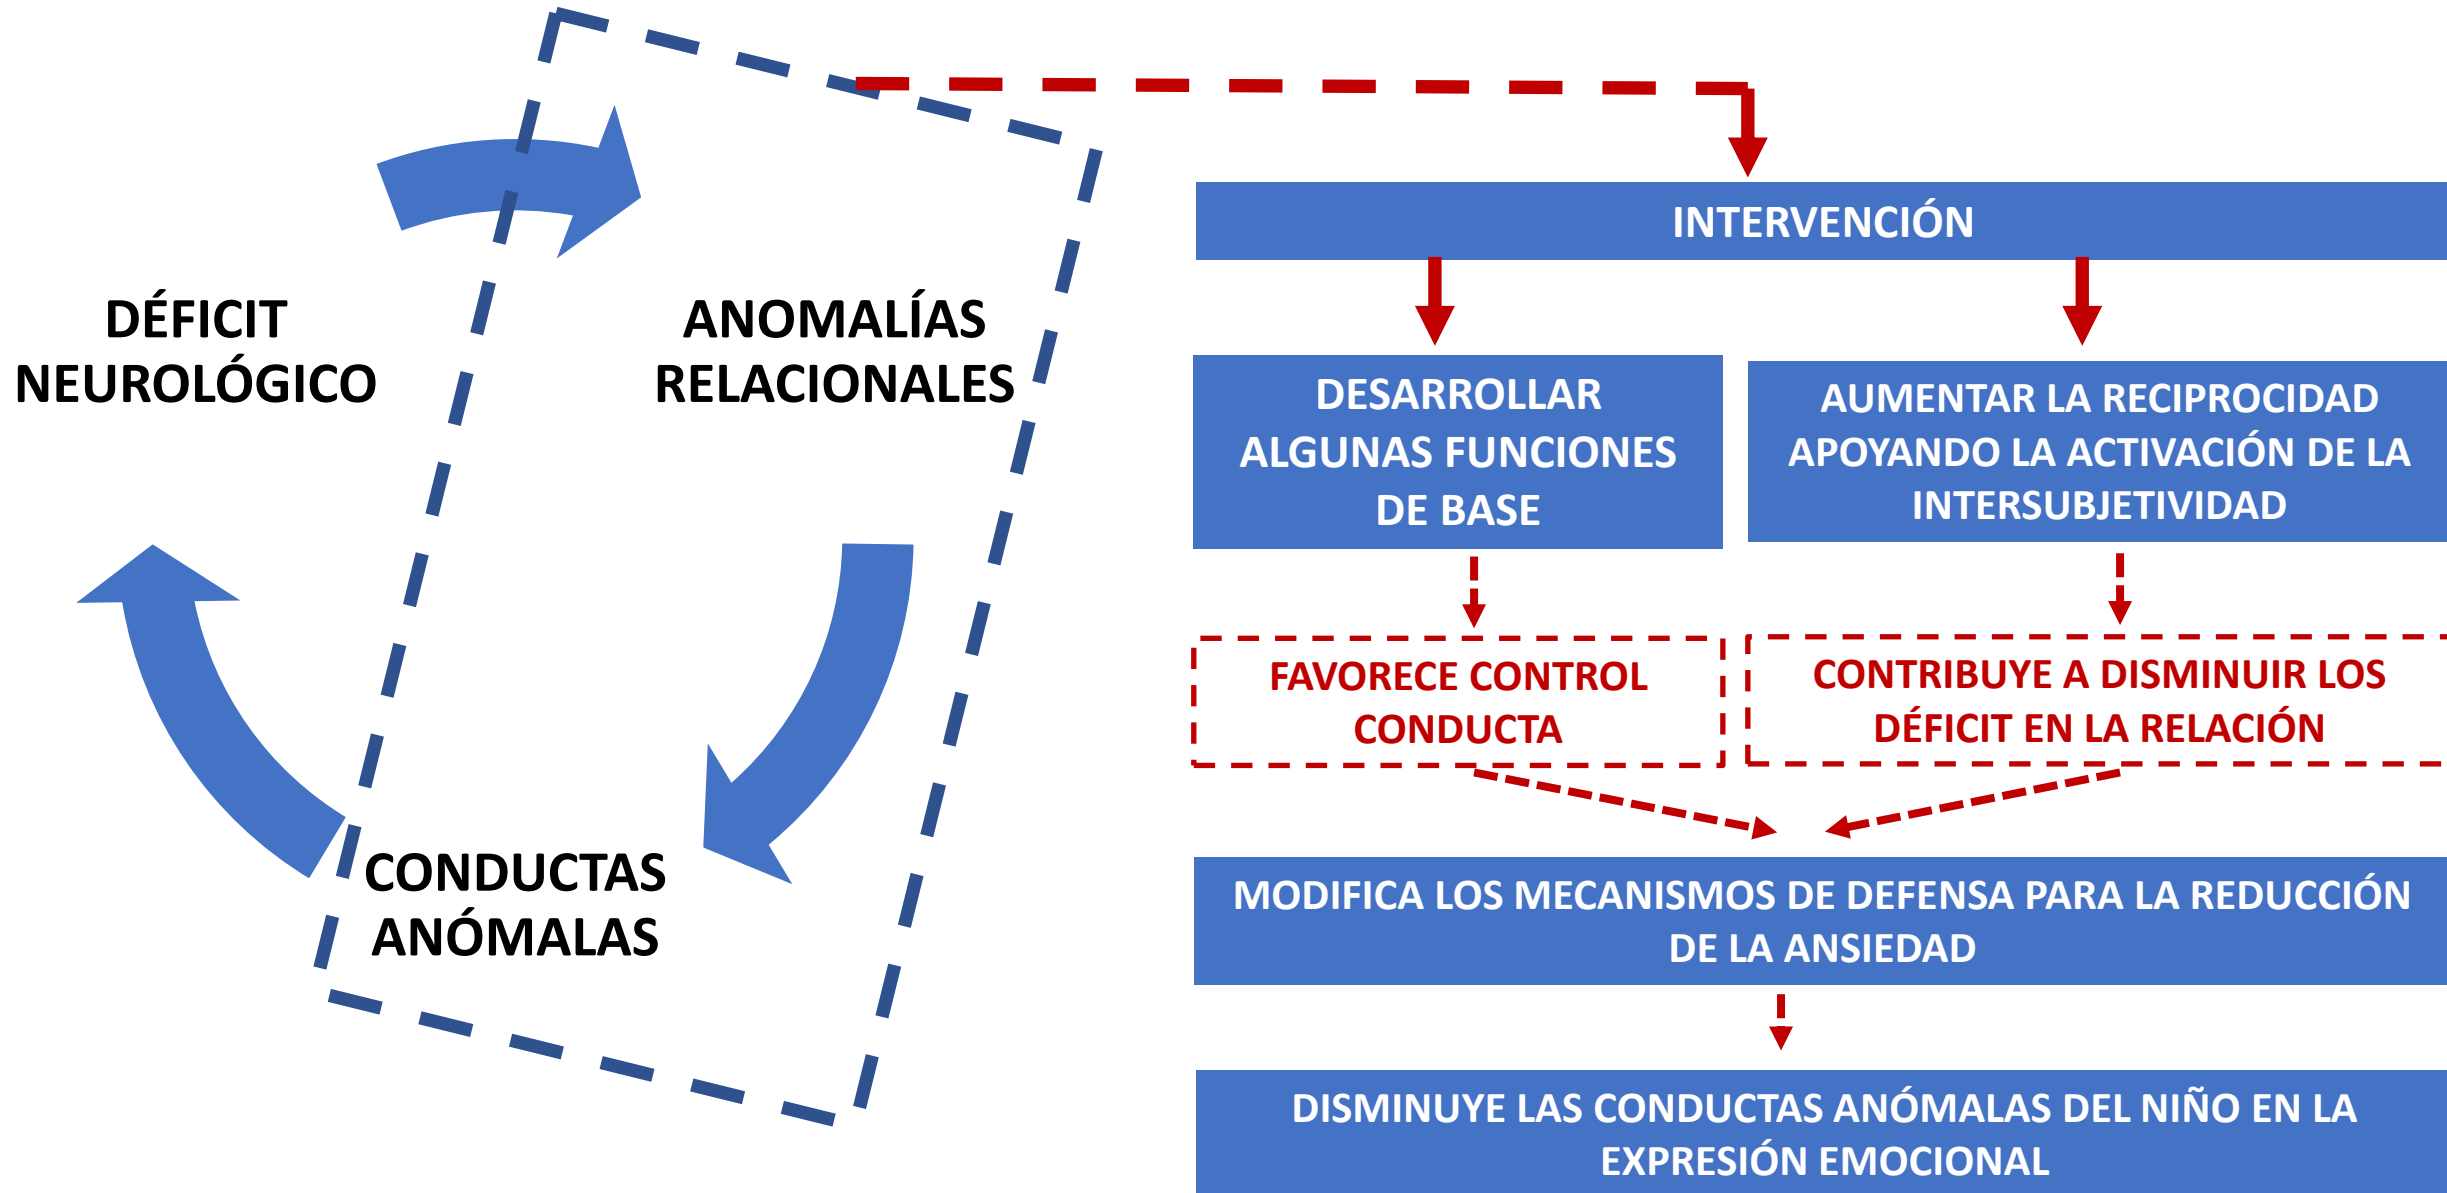 DÉFICIT
NEUROLÓGICO
ANOMALÍAS
RELACIONALES
CONDUCTAS
ANÓMALAS
INTERVENCIÓN
DESARROLLAR
ALGUNAS FUNCIONES
DE BASE
AUMENTAR LA RECIPROCIDAD
APOYANDO LA ACTIVACIÓN DE LA
INTERSUBJETIVIDAD
FAVORECE CONTROL
CONDUCTA
CONTRIBUYE A DISMINUIR LOS
DÉFICIT EN LA RELACIÓN
MODIFICA LOS MECANISMOS DE DEFENSA PARA LA REDUCCIÓN
DE LA ANSIEDAD
DISMINUYE LAS CONDUCTAS ANÓMALAS DEL NIÑO EN LA
EXPRESIÓN EMOCIONAL